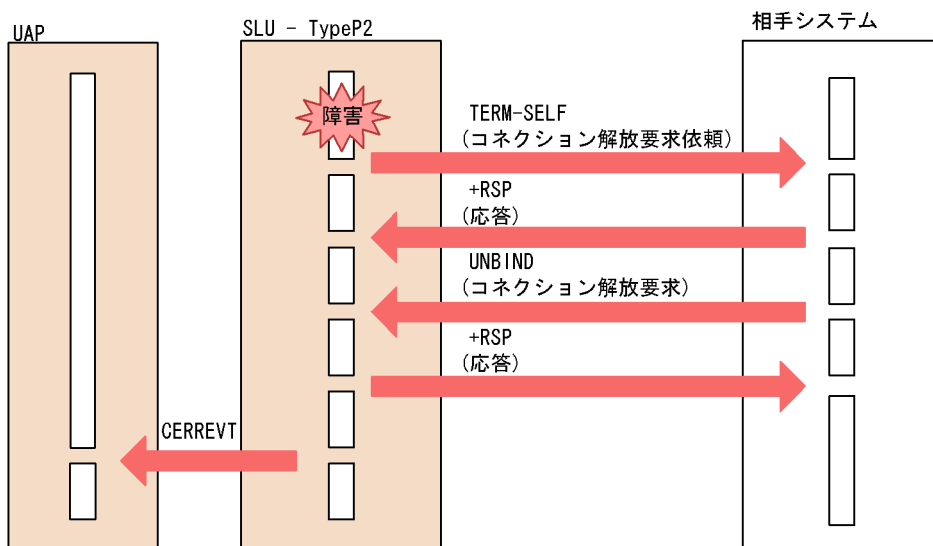 UAP
SLU - TypeP2
相手システム
障害
TERM-SELF
(コネクション解放要求依頼)
+RSP
(応答)
UNBIND
(コネクション解放要求)
+RSP
(応答)
CERREVT